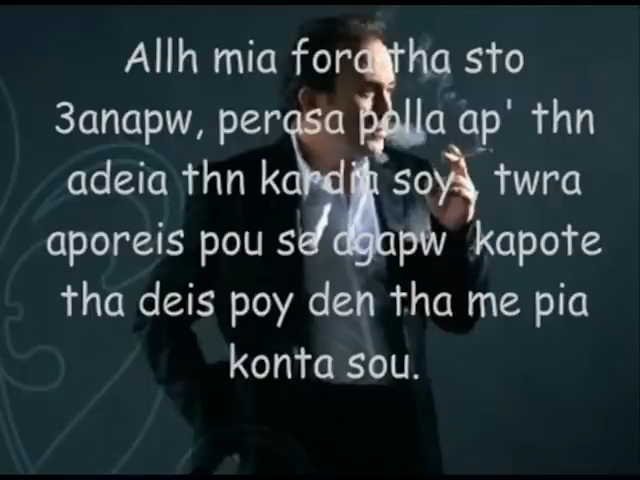 Allh mia fora tha sto
3anapw, perasa polla ap' thn
adeia thn kardia soy , twra
aporeis pou se agapw kapote
tha deis poy den tha me pia
konta sou.